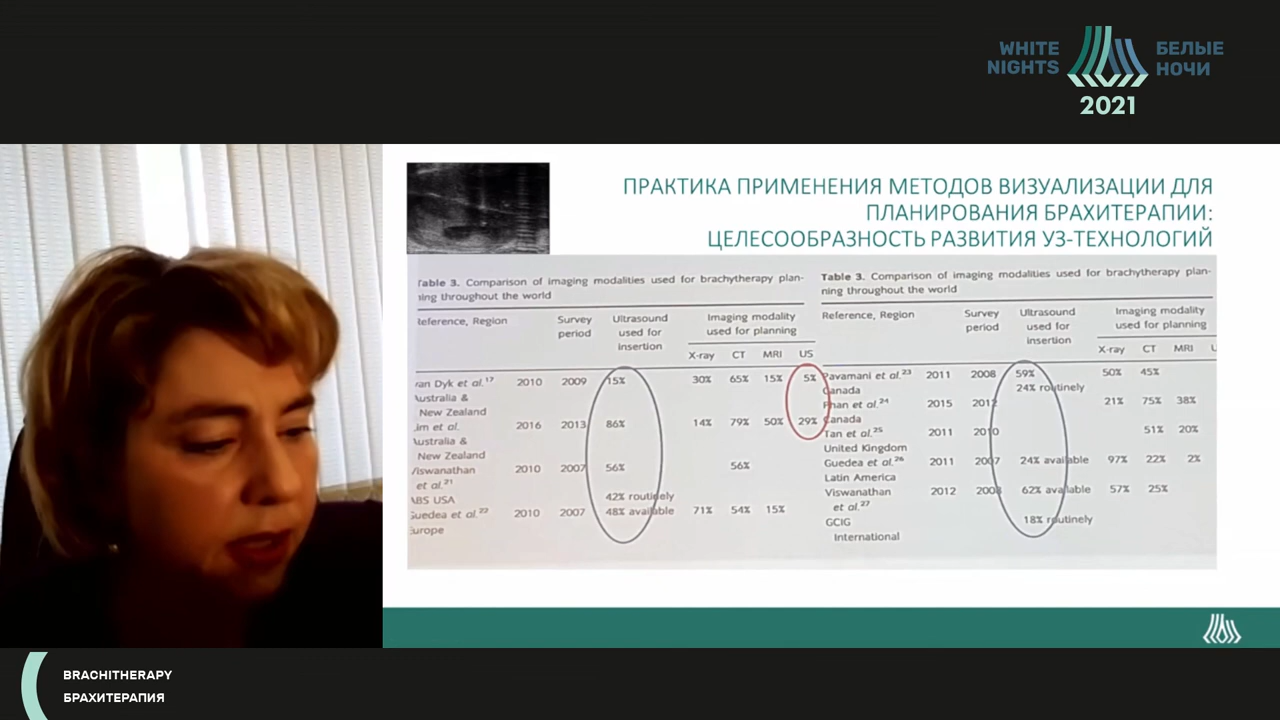 WHITE
NIGHTS
БЕЛЫЕ
НОЧИ
2021
ПРАКТИКА ПРИМЕНЕНИЯ МЕТОДОВ ВИЗУАЛИЗАЦИИ ДЛЯ
ПЛАНИРОВАНИЯ БРАХИТЕРАПИИ:
ЦЕЛЕСООБРАЗНОСТЬ РАЗВИТИЯ УЗ-ТЕХНОЛОГИЙ
Table 3. Comparison of imaging modalities used for brachytherapy plan-
ning throughout the world
Reference, Region Survey period Ultrasound used for insertion Imaging modality used for planning
X-ray CT MRI US
van Dyk et al.17 2010 2009 15% 30% 65% 15% 5%
Australia &
New Zealand
Lim et al. 2016 2013 86% 14% 79% 50% 29%
Australia &
New Zealand
Viswanathan 2010 2007 56% 56%
et al.21
ABS USA 42% routinely
Guedea et al.22 2010 2007 48% available 71% 54% 15%
Europe
Table 3. Comparison of imaging modalities used for brachytherapy plan-
ning throughout the world
Reference, Region Survey period Ultrasound used for insertion Imaging modality used for planning
X-ray CT MRI U
Pavamani et al.23 2011 2008 59% 50% 45%
Canada 24% routinely
Phan et al.24 2015 2012 21% 75% 38%
Canada
Tan et al.25 2011 2010 51% 20%
United Kingdom
Guedea et al.26 2011 2007 24% available 97% 22% 2%
Latin America
Viswanathan 2012 2008 62% available 57% 25%
et al.27
GCIG 18% routinely
International
BRACHITHERAPY
БРАХИТЕРАПИЯ